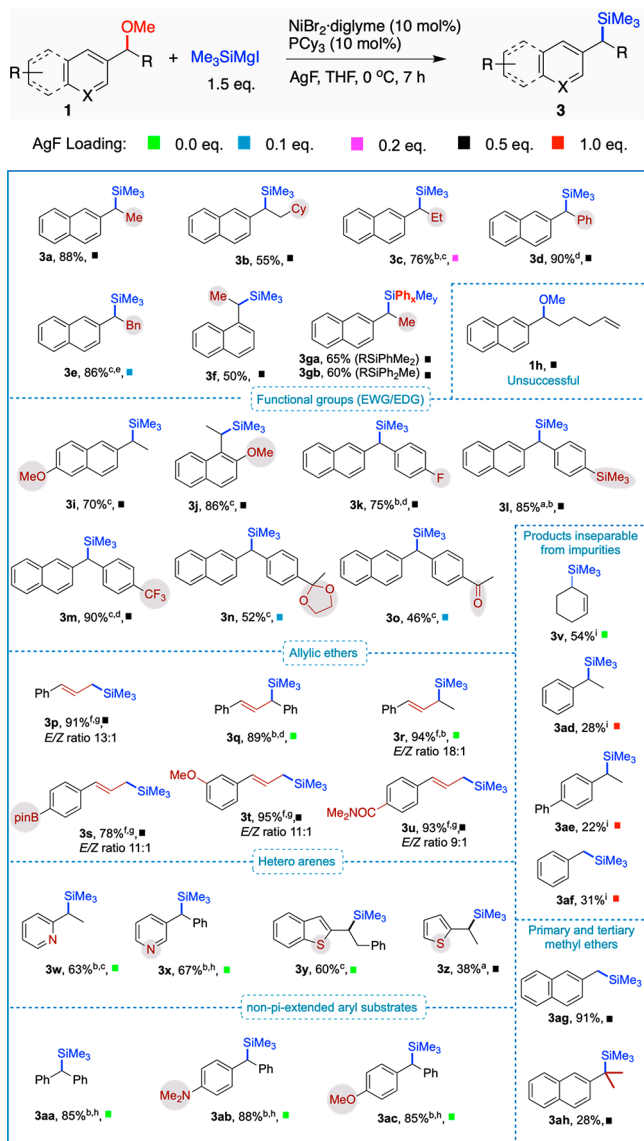 OMe
SiMe3
R
R
X
1
+
Me3SiMgI
1.5 eq.
NiBr2·diglyme (10 mol%)
PCy3 (10 mol%)
AgF, THF, 0 °C, 7 h
R
R
X
3
AgF Loading: 0.0 eq. 0.1 eq. 0.2 eq. 0.5 eq. 1.0 eq.
SiMe3
Me
3a, 88%,
SiMe3
Cy
3b, 55%,
SiMe3
Et
3c, 76%b,c,
SiMe3
Ph
3d, 90%d,
SiMe3
Bn
3e, 86%c,e,
Me SiMe3
3f, 50%,
SiPhxMey
Me
3ga, 65% (RSiPhMe2)
3gb, 60% (RSiPh2Me)
OMe
1h,
Unsuccessful
Functional groups (EWG/EDG)
SiMe3
MeO
3i, 70%c,
SiMe3
OMe
3j, 86%c,
SiMe3
F
3k, 75%b,d,
SiMe3
SiMe3
3l, 85%a,b,
SiMe3
CF3
3m, 90%c,d,
SiMe3
O
O
3n, 52%c,
SiMe3
O
3o, 46%c,
Products inseparable
from impurities
SiMe3
3v, 54%i
SiMe3
3ad, 28%i
SiMe3
Ph
3ae, 22%i
SiMe3
3af, 31%i
Allylic ethers
Ph SiMe3
3p, 91%f,g,
E/Z ratio 13:1
SiMe3
Ph Ph
3q, 89%b,d,
SiMe3
Ph
3r, 94%f,b,
E/Z ratio 18:1
pinB
SiMe3
3s, 78%f,g,
E/Z ratio 11:1
MeO
SiMe3
3t, 95%f,g,
E/Z ratio 11:1
Me2NOC
SiMe3
3u, 93%f,g,
E/Z ratio 9:1
Hetero arenes
SiMe3
N
3w, 63%b,c,
SiMe3
Ph
N
3x, 67%b,h,
SiMe3
S
Ph
3y, 60%c,
SiMe3
S
3z, 38%a,
Primary and tertiary
methyl ethers
SiMe3
3ag, 91%,
SiMe3
3ah, 28%,
non-pi-extended aryl substrates
SiMe3
Ph Ph
3aa, 85%b,h,
SiMe3
Ph
Me2N
3ab, 88%b,h,
SiMe3
Ph
MeO
3ac, 85%b,h,